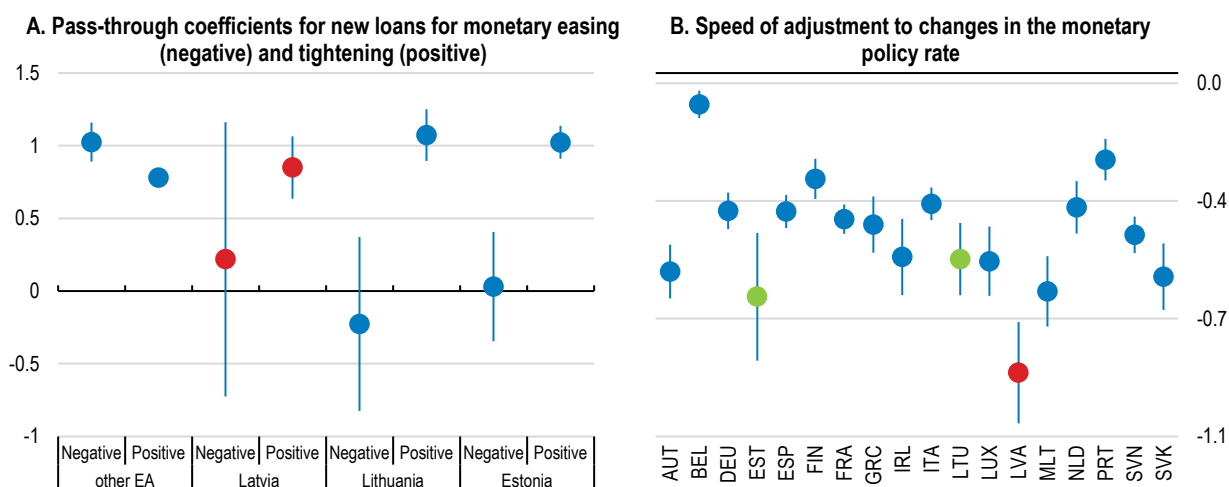 A. Pass-through coefficients for new loans for monetary easing
(negative) and tightening (positive)
1.5
1
0.5
0
-0.5
-1
Negative Positive Negative Positive Negative Positive Negative Positive
other EA Latvia Lithuania Estonia
B. Speed of adjustment to changes in the monetary
policy rate
0.0
-0.4
-0.7
-1.1
AUT
BEL
DEU
EST
ESP
FIN
FRA
GRC
IRL
ITA
LTU
LUX
LVA
MLT
NLD
PRT
SVN
SVK